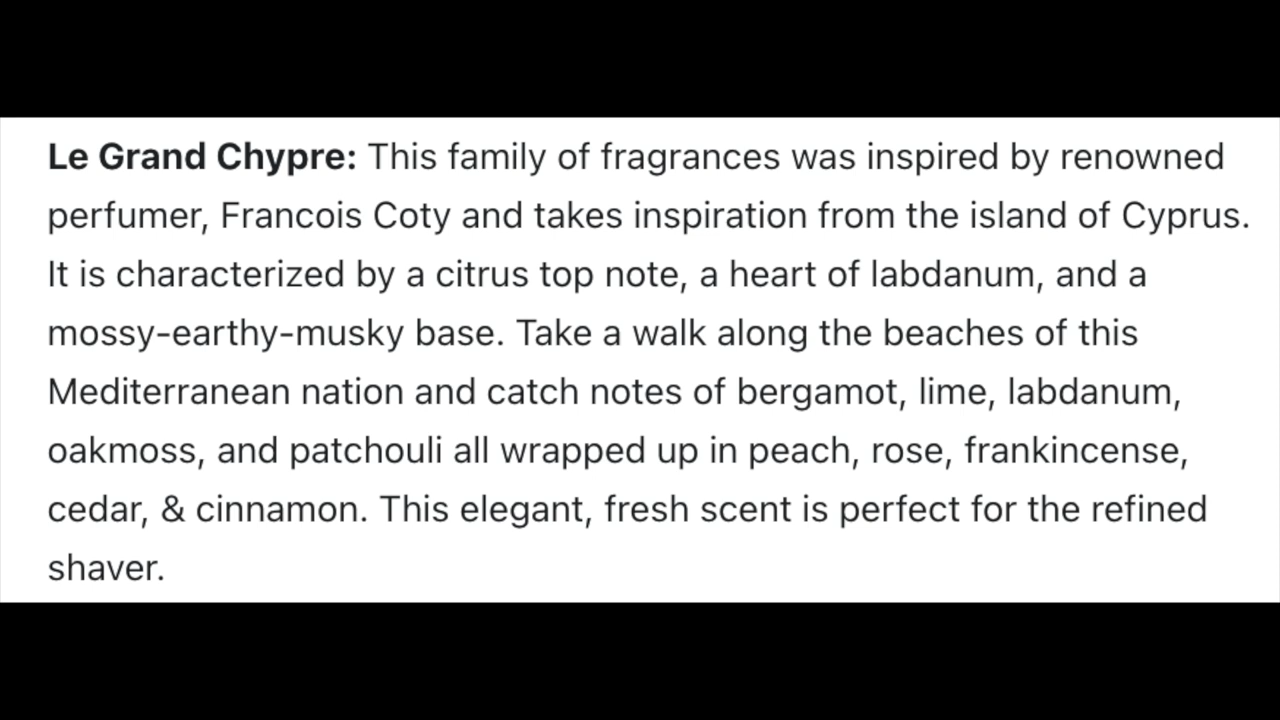 Le Grand Chypre: This family of fragrances was inspired by renowned
perfumer, Francois Coty and takes inspiration from the island of Cyprus.
It is characterized by a citrus top note, a heart of labdanum, and a
mossy-earthy-musky base. Take a walk along the beaches of this
Mediterranean nation and catch notes of bergamot, lime, labdanum,
oakmoss, and patchouli all wrapped up in peach, rose, frankincense,
cedar, & cinnamon. This elegant, fresh scent is perfect for the refined
shaver.